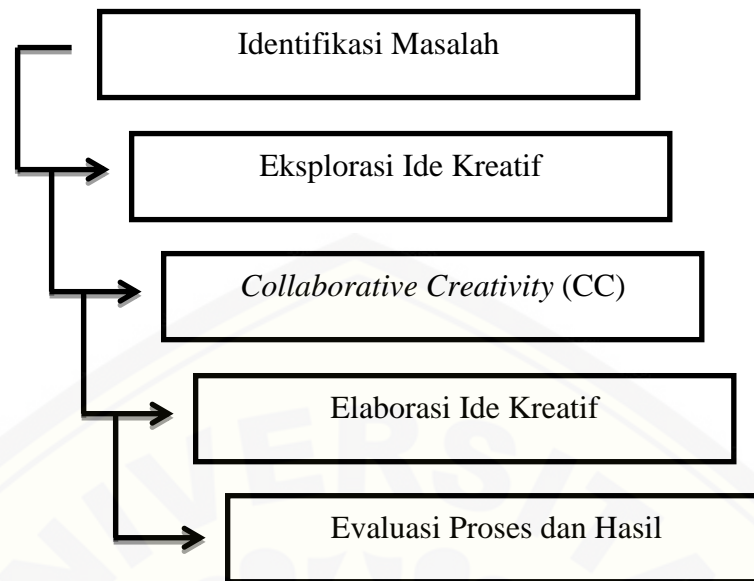 Identifikasi Masalah
Eksplorasi Ide Kreatif
Collaborative Creativity (CC)
Elaborasi Ide Kreatif
Evaluasi Proses dan Hasil